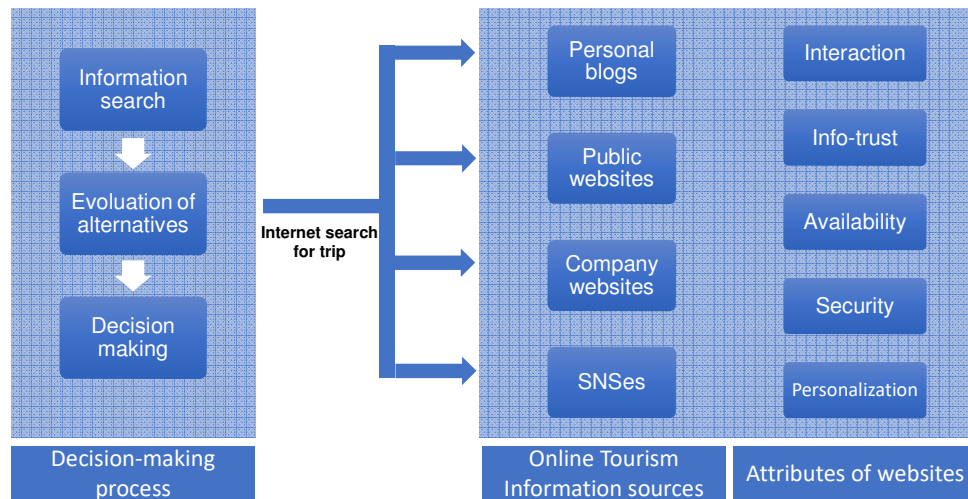 Information
search
Evoluation of
alternatives
Decision
making
Decision-making
process
Internet search
for trip
Personal
blogs
Public
websites
Company
websites
SNSes
Online Tourism
Information sources
Interaction
Info-trust
Availability
Security
Personalization
Attributes of websites